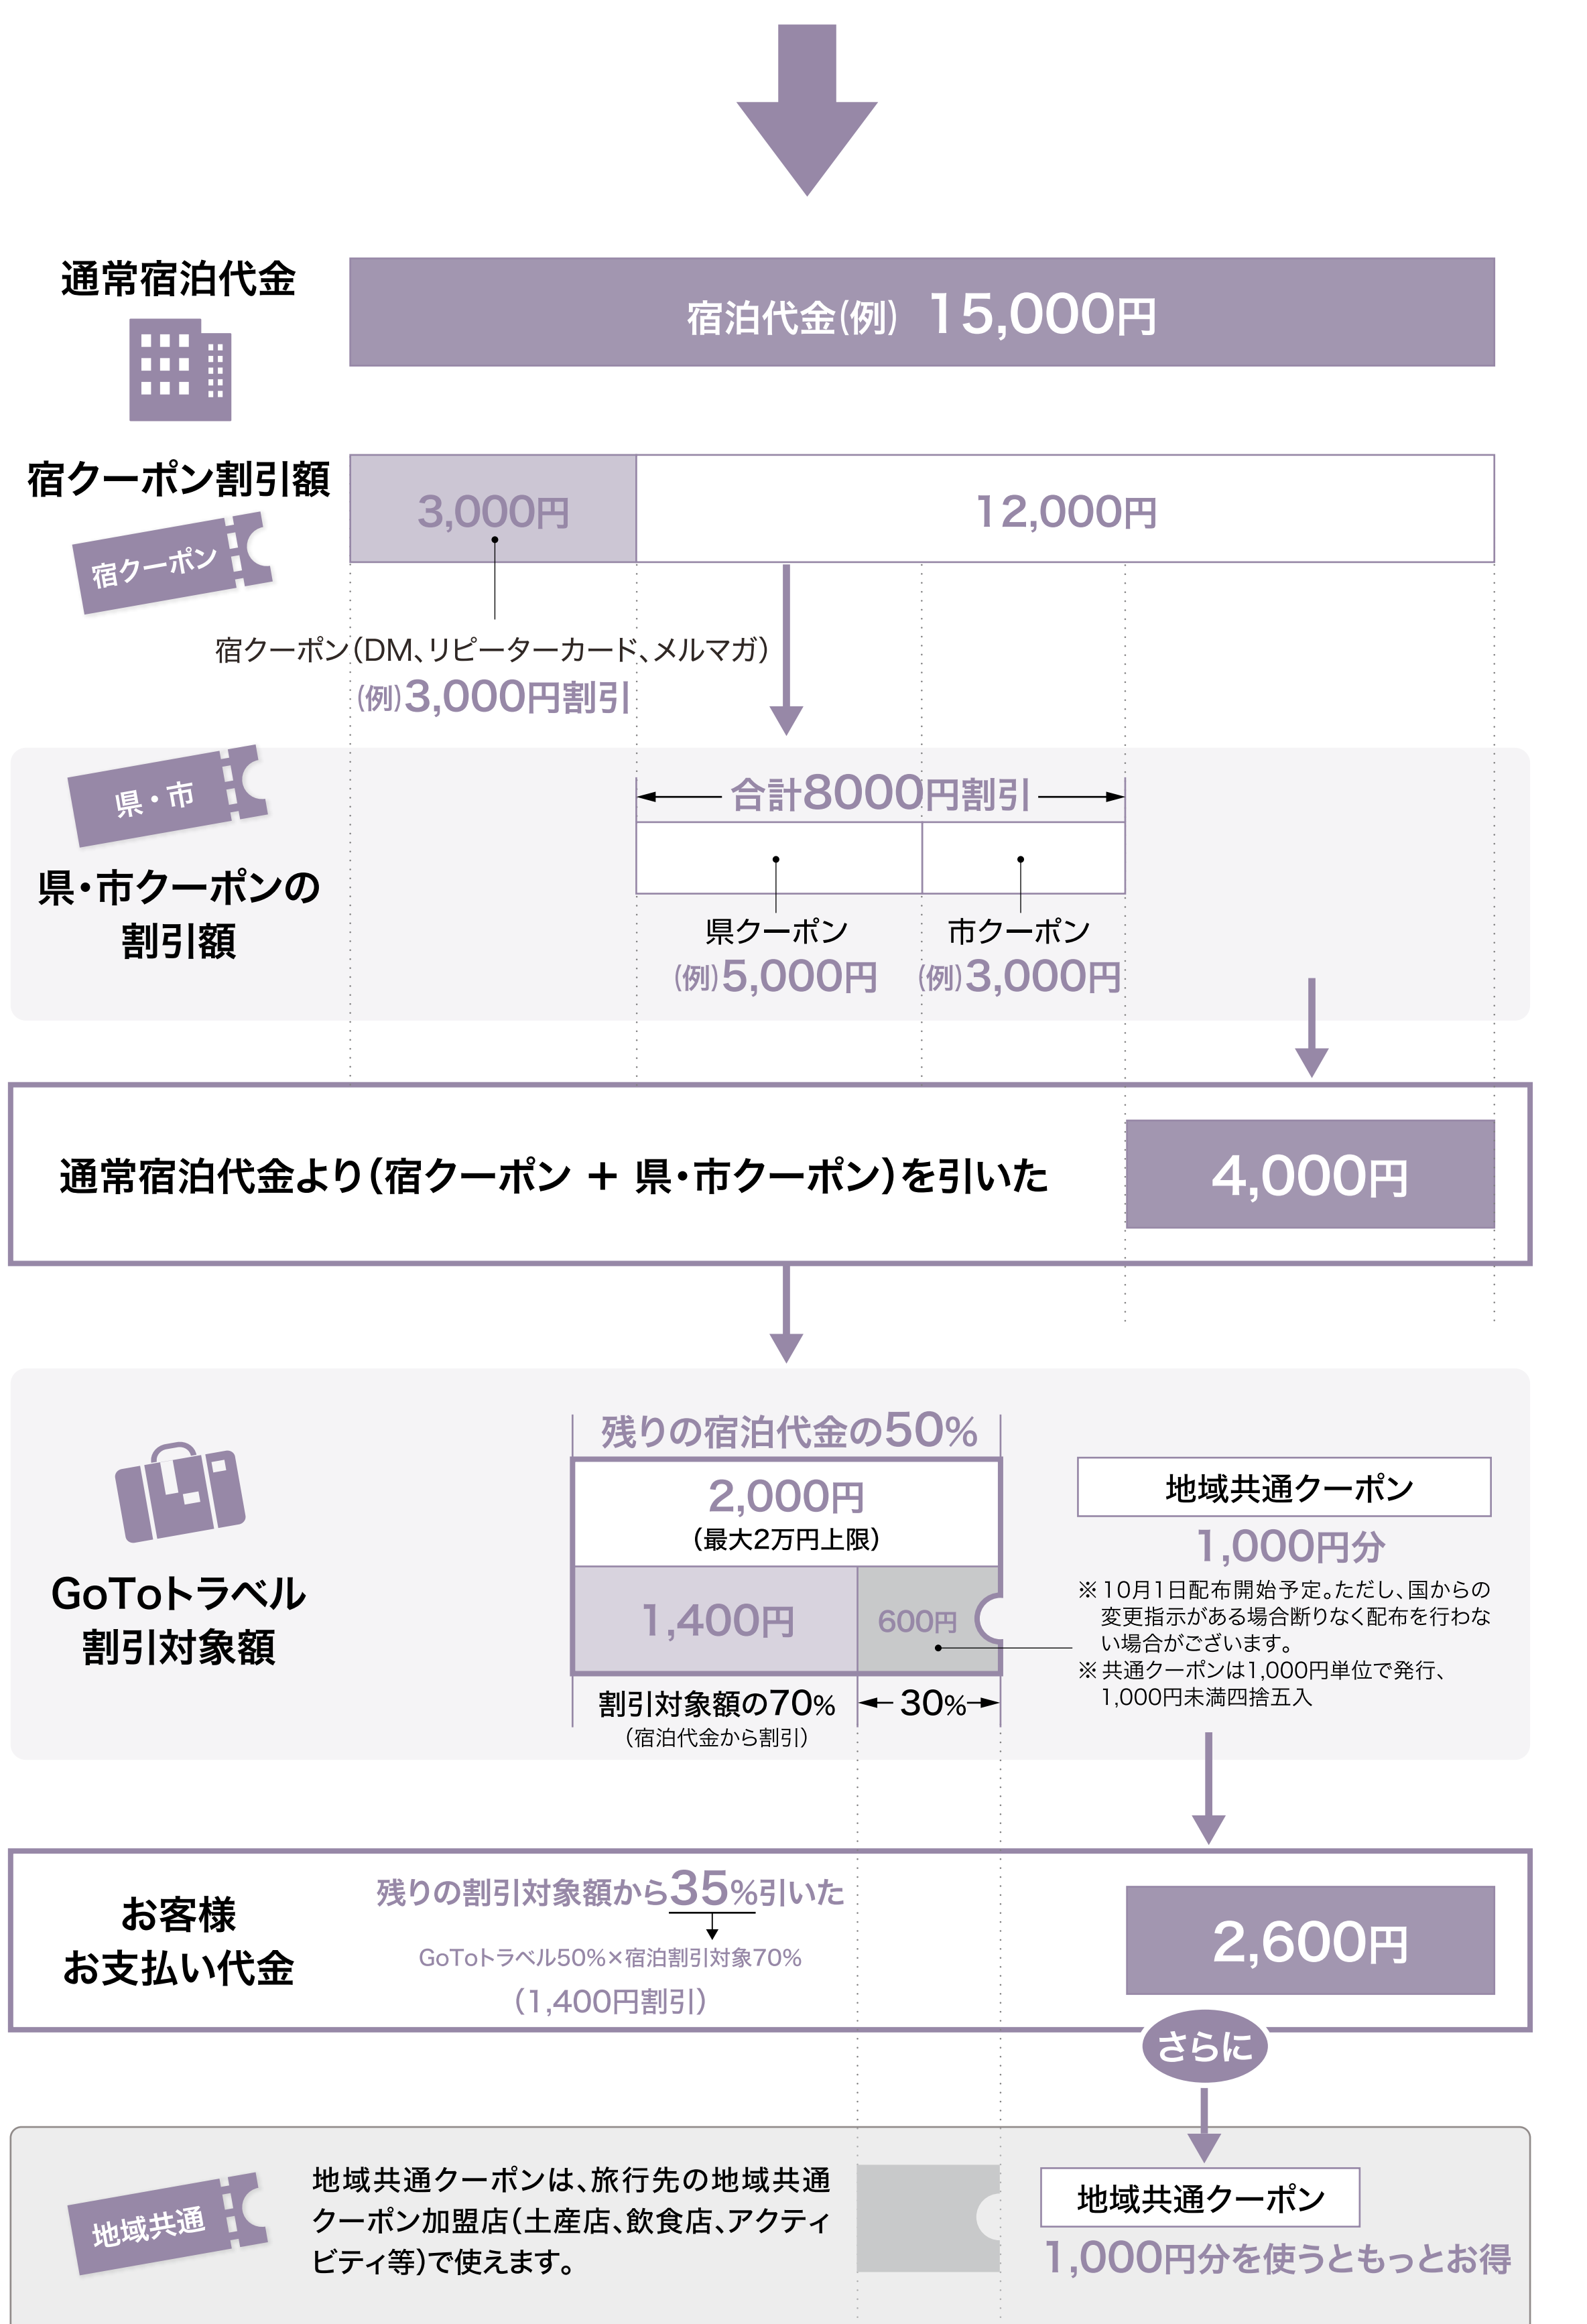 通常宿泊代金
宿泊代金(例) 15,000円
宿クーポン割引額
3,000円
12,000円
宿クーポン
宿クーポン(DM、リピーターカード、メルマガ)
(例)3,000円割引
県・市
合計8000円割引
県・市クーポンの
割引額
県クーポン
(例)5,000円
市クーポン
(例)3,000円
通常宿泊代金より(宿クーポン + 県・市クーポン)を引いた
4,000円
残りの宿泊代金の50%
2,000円
(最大2万円上限)
GoToトラベル
割引対象額
1,400円
600円
割引対象額の70%
(宿泊代金から割引)
30%
地域共通クーポン
1,000円分
※10月1日配布開始予定。ただし、国からの
変更指示がある場合断りなく配布を行わな
い場合がございます。
※共通クーポンは1,000円単位で発行、
1,000円未満四捨五入
お客様
お支払い代金
残りの割引対象額から35%引いた
GoToトラベル50%×宿泊割引対象70%
(1,400円割引)
2,600円
さらに
地域共通
地域共通クーポンは、旅行先の地域共通
クーポン加盟店(土産店、飲食店、アクティ
ビティ等)で使えます。
地域共通クーポン
1,000円分を使うともっとお得